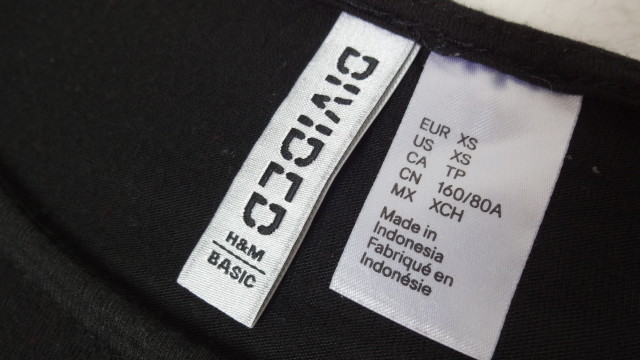 DIVIDED
H&M
BASIC
EUR XS
US XS
CA TP
CN 160/80A
MX XCH
Made in
Indonesia
Fabriqué en
Indonésie